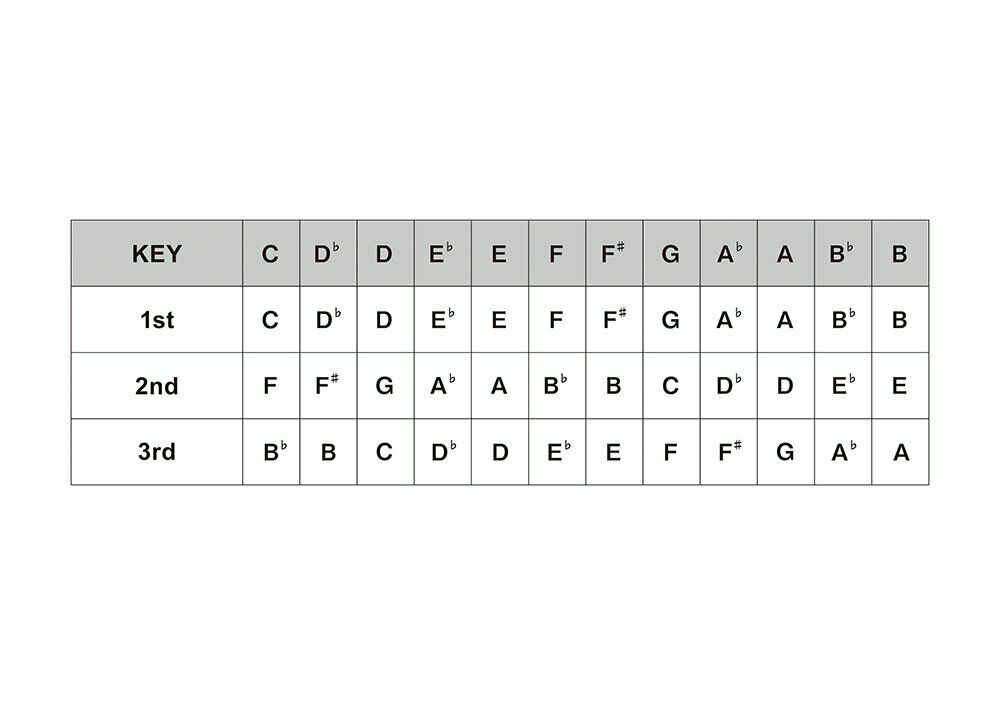 KEY C D♭ D E♭ E F F♯ G A♭ A B♭ B
1st C D♭ D E♭ E F F♯ G A♭ A B♭ B
2nd F F♯ G A♭ A B♭ B C D♭ D E♭ E
3rd B♭ B C D♭ D E♭ E F F♯ G A♭ A